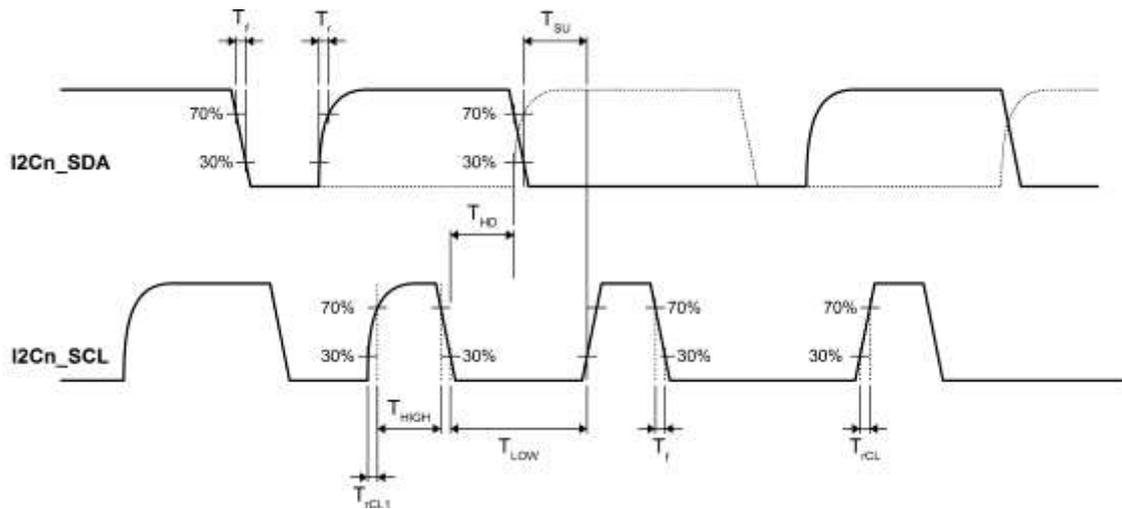 Tf
Tr
TSU
70%
70%
30%
30%
I2Cn_SDA
THD
70%
70%
70%
30%
30%
30%
30%
I2Cn_SCL
THIGH
TLOW
Tf
TrCL
TrCL1